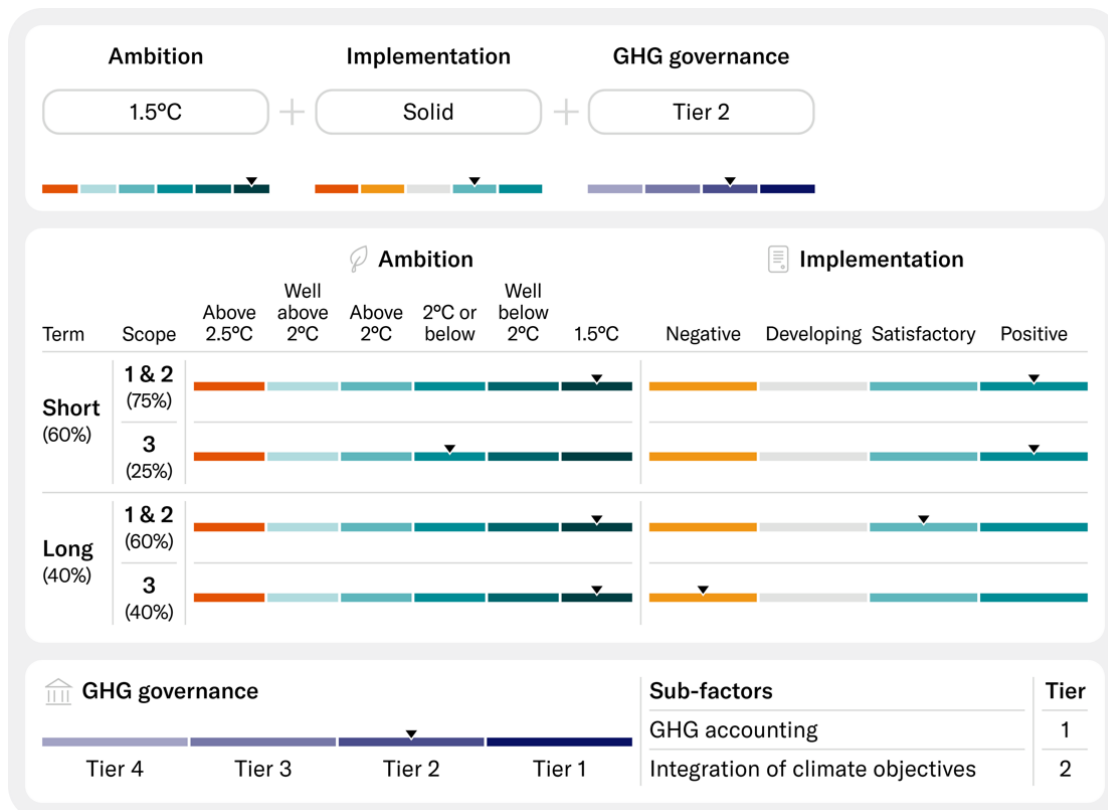 Ambition
Implementation
GHG governance
1.5°C
+
Solid
+
Tier 2
Ambition
Implementation
Term
Scope
Above
2.5°C
Well
above
2°C
Above
2°C
2°C or
below
Well
below
2°C
1.5°C
Negative
Developing
Satisfactory
Positive
Short
(60%)
1 & 2
(75%)
3
(25%)
Long
(40%)
1 & 2
(60%)
3
(40%)
GHG governance
Tier 4
Tier 3
Tier 2
Tier 1
Sub-factors
Tier
GHG accounting
1
Integration of climate objectives
2